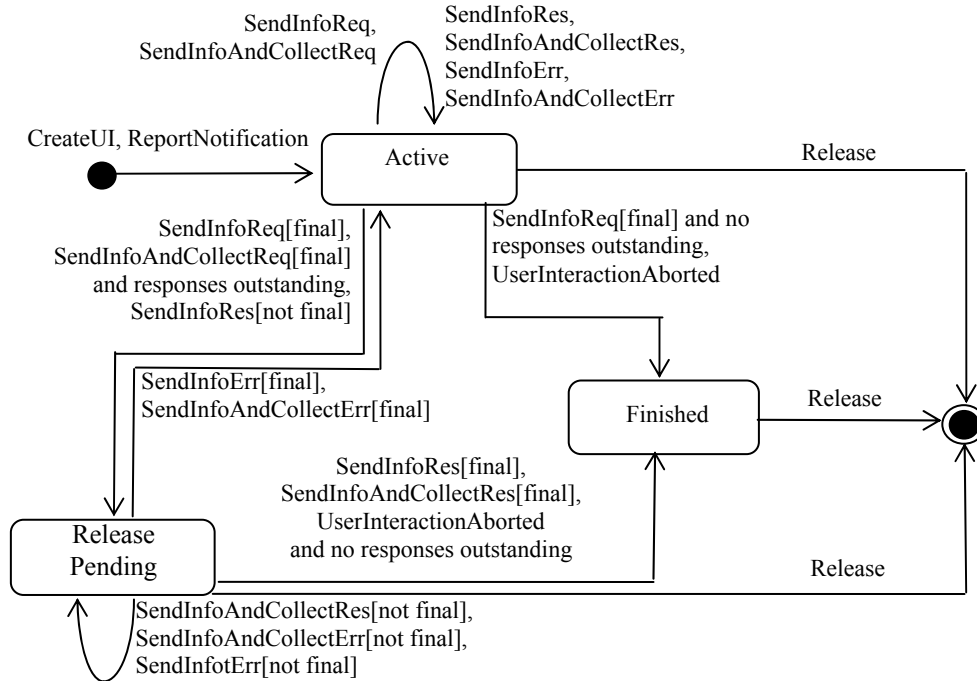 SendInfoReq,
SendInfoAndCollectReq
SendInfoRes,
SendInfoAndCollectRes,
SendInfoErr,
SendInfoAndCollectErr
CreateUI, ReportNotification
Active
Release
SendInfoReq[final],
SendInfoAndCollectReq[final]
and responses outstanding,
SendInfoRes[not final]
SendInfoReq[final] and no
responses outstanding,
UserInteractionAborted
SendInfoErr[final],
SendInfoAndCollectErr[final]
Finished
Release
SendInfoRes[final],
SendInfoAndCollectRes[final],
UserInteractionAborted
and no responses outstanding
Release
Pending
Release
SendInfoAndCollectRes[not final],
SendInfoAndCollectErr[not final],
SendInfotErr[not final]